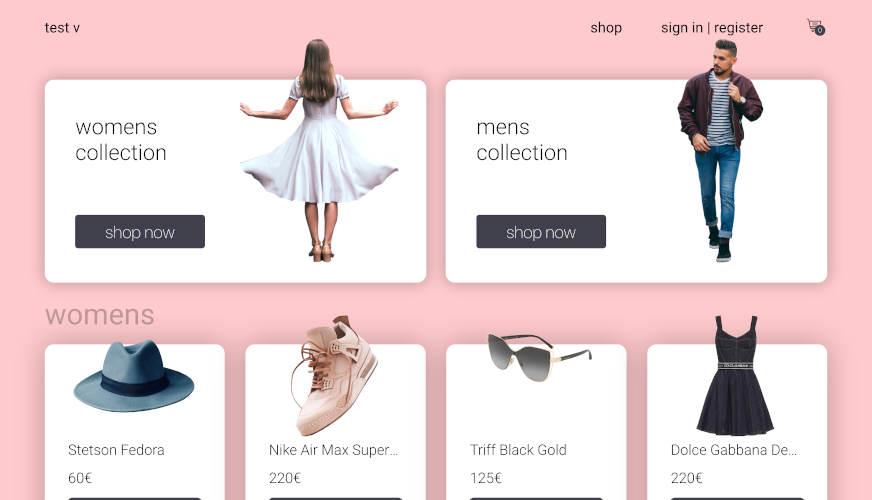 test v
shop
sign in | register
0
womens
collection
shop now
mens
collection
shop now
womens
Stetson Fedora
60€
Nike Air Max Super...
220€
Triff Black Gold
125€
Dolce Gabbana De...
220€